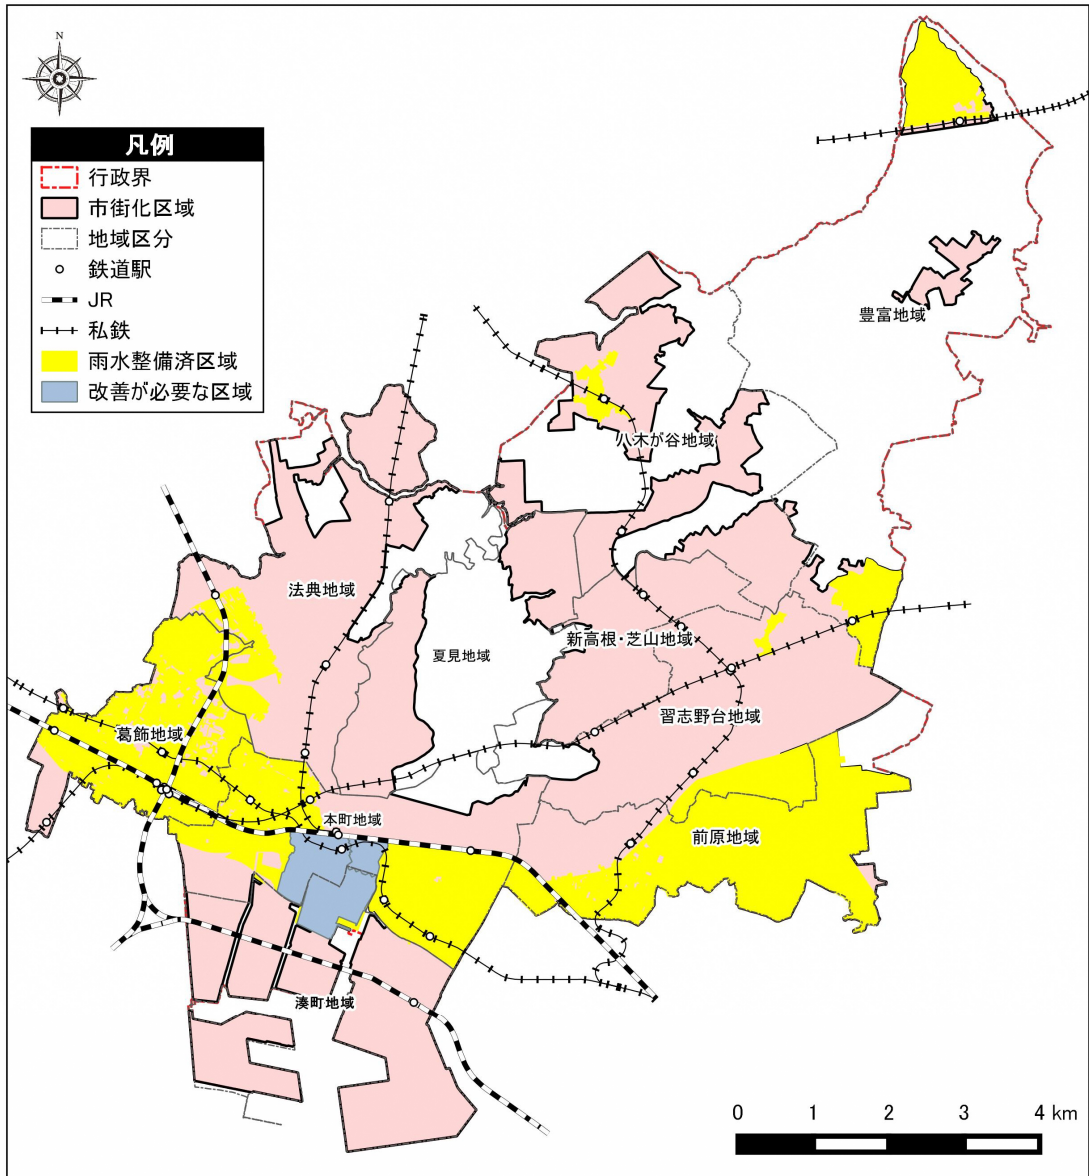 N
凡例
行政界
市街化区域
地域区分
鉄道駅
JR
私鉄
雨水整備済区域
改善が必要な区域
豊富地域
八木が谷地域
法典地域
新高根・芝山地域
夏見地域
習志野台地域
葛飾地域
本町地域
前原地域
湊町地域
0 1 2 3 4 km